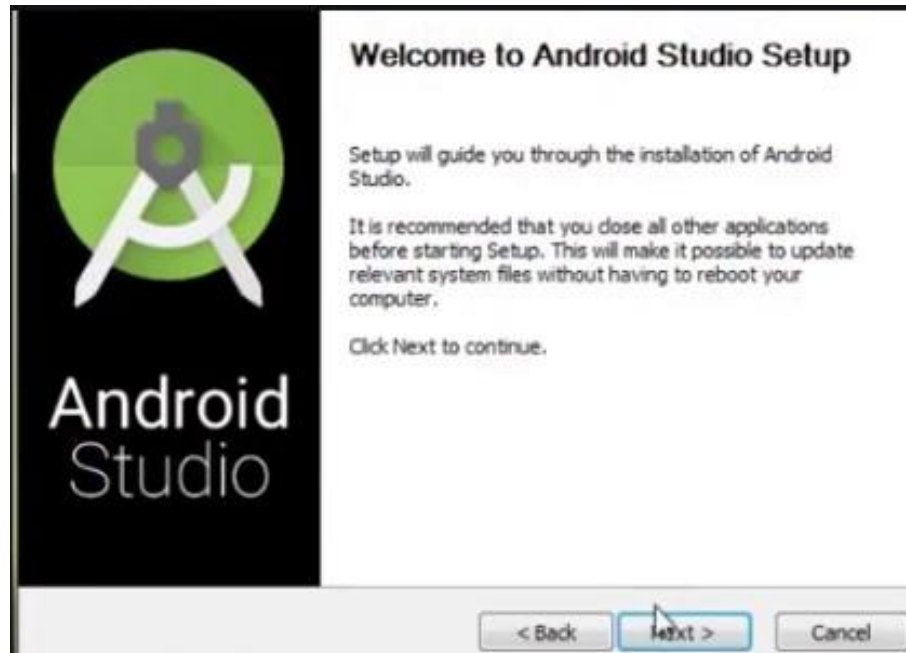 Welcome to Android Studio Setup
Setup will guide you through the installation of Android
Studio.
It is recommended that you close all other applications
before starting Setup. This will make it possible to update
relevant system files without having to reboot your
computer.
Click Next to continue.
Android
Studio
< Back
Next >
Cancel